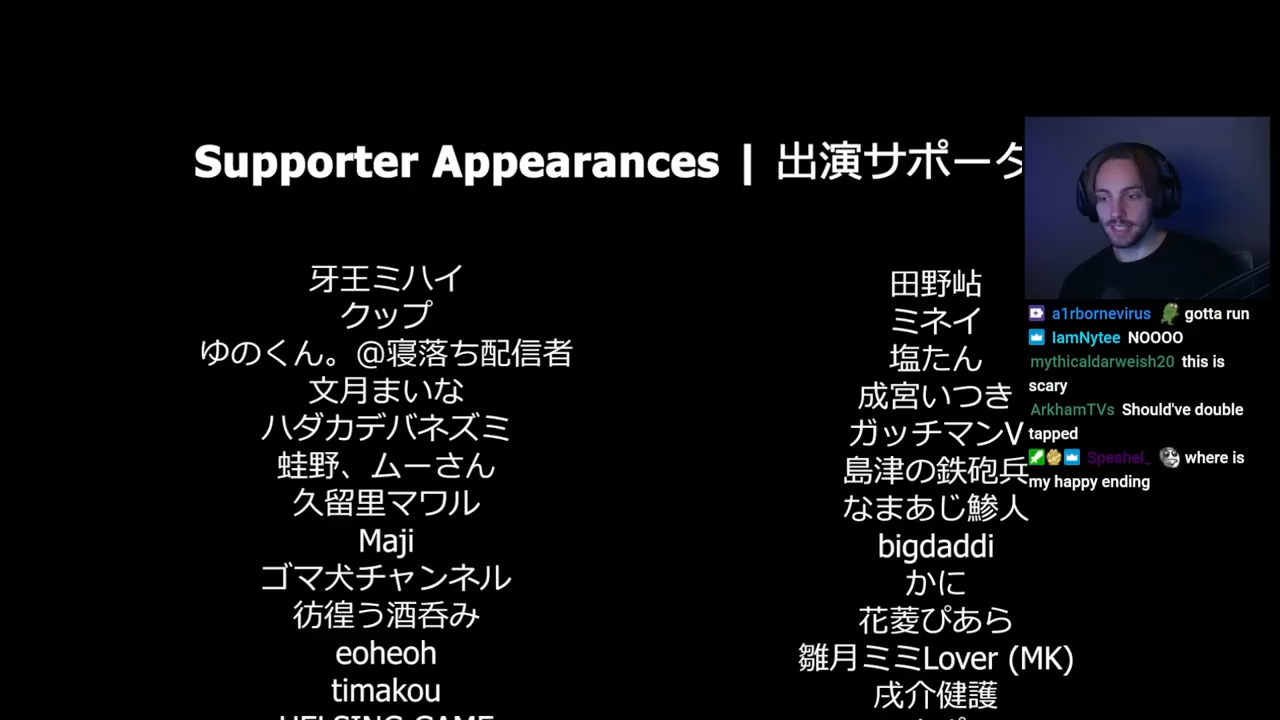 Supporter Appearances | 出演サポータ
牙王ミハイ
クップ
ゆのくん。@寝落ち配信者
文月まいな
ハダカデバネズミ
蛙野、ムーさん
久留里マワル
Maji
ゴマ犬チャンネル
彷徨う酒呑み
eoheoh
timakou
HELSING GAME
田野岵
ミネイ
塩たん
成宮いつき
ガッチマンV
島津の鉄砲兵
なまあじ鯵人
bigdaddi
かに
花菱ぴあら
雛月ミミLover (MK)
戌介健護
a1rbornevirus gotta run
IamNytee NOOOO
mythicaldarweish20 this is
scary
ArkhamTVs Should've double
tapped
Speshel_ where is
my happy ending